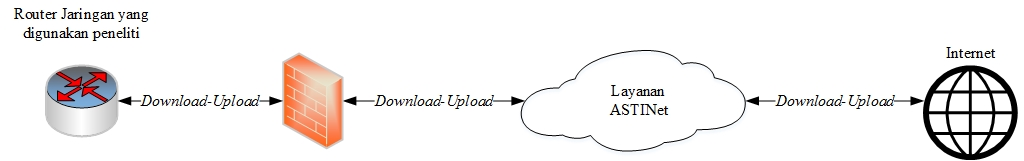 Router Jaringan yang
digunakan peneliti
Download-Upload
Download-Upload
Layanan
ASTINet
Download-Upload
Internet